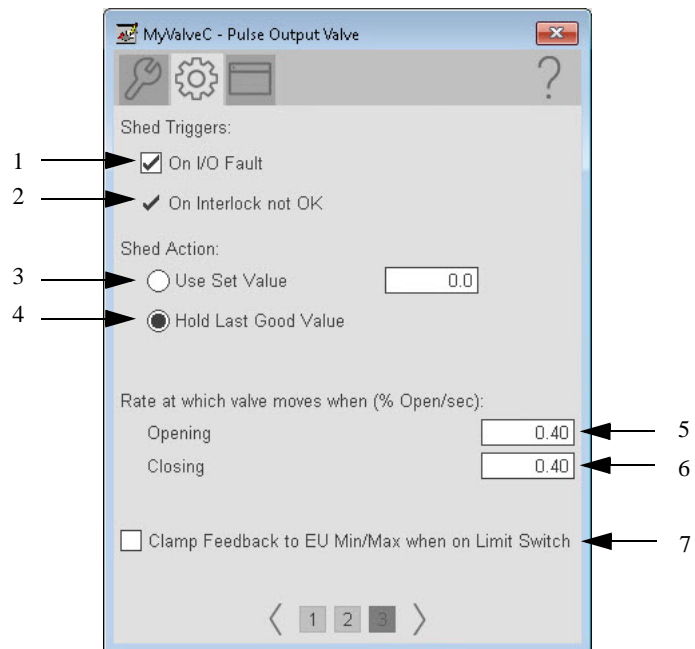 MyValveC - Pulse Output Valve
?
Shed Triggers:
1 On I/O Fault
2 On Interlock not OK
Shed Action:
3 Use Set Value 0.0
4 Hold Last Good Value
Rate at which valve moves when (% Open/sec):
Opening 0.40 5
Closing 0.40 6
Clamp Feedback to EU Min/Max when on Limit Switch 7
1 2 3